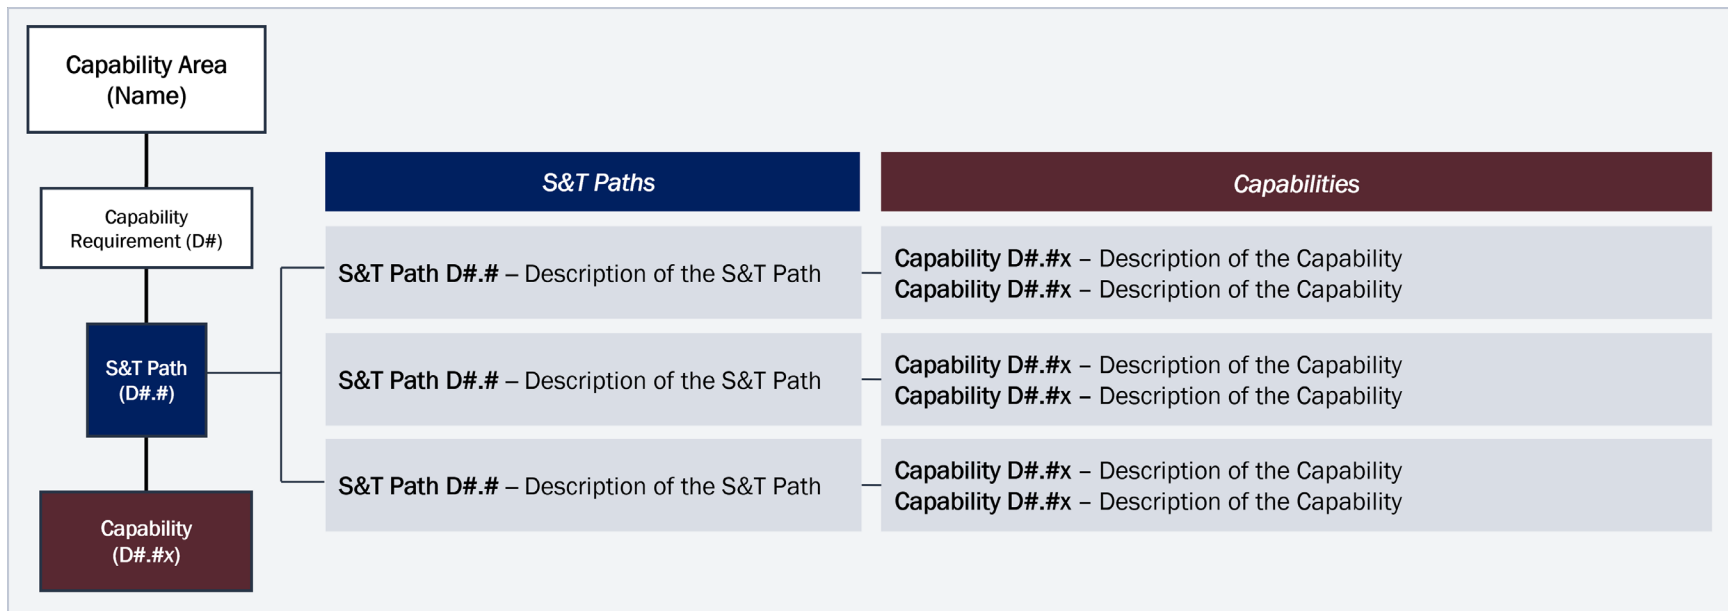 Capability Area
(Name)
Capability
Requirement (D#)
S&T Path
(D#.#)
Capability
(D#.#x)
S&T Paths
Capabilities
S&T Path D#.# – Description of the S&T Path
Capability D#.#x – Description of the Capability
Capability D#.#x – Description of the Capability
S&T Path D#.# – Description of the S&T Path
Capability D#.#x – Description of the Capability
Capability D#.#x – Description of the Capability
S&T Path D#.# – Description of the S&T Path
Capability D#.#x – Description of the Capability
Capability D#.#x – Description of the Capability